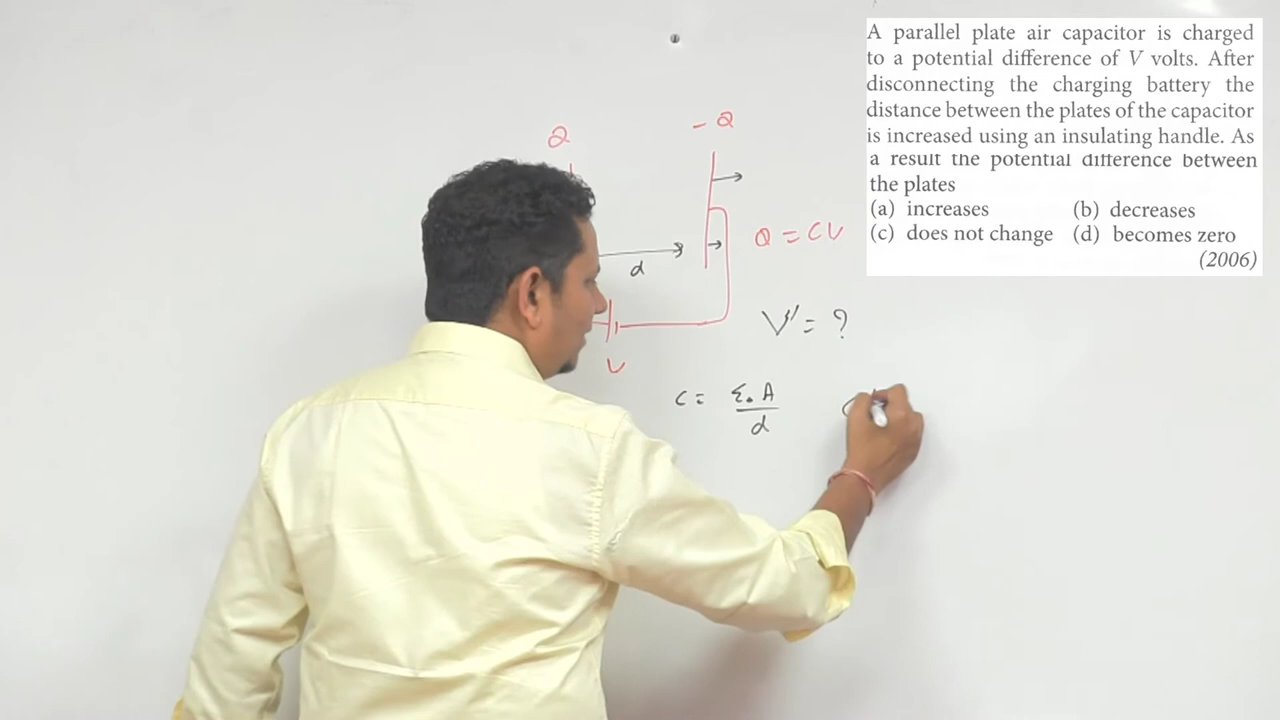 A parallel plate air capacitor is charged
to a potential difference of V volts. After
disconnecting the charging battery the
distance between the plates of the capacitor
is increased using an insulating handle. As
a result the potential difference between
the plates
(a) increases (b) decreases
(c) does not change (d) becomes zero
(2006)
Q - Q
Q = CV
d
V' = ?
V
C = ε₀ A / d